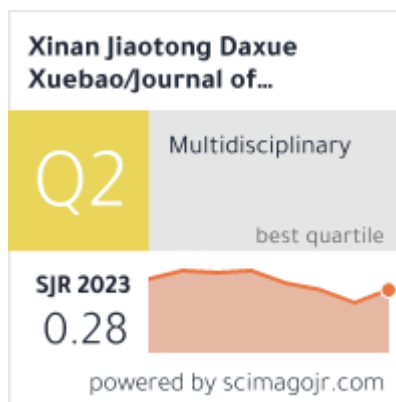 Xinan Jiaotong Daxue
Xuebao/Journal of...
Q2
Multidisciplinary
best quartile
SJR 2023
0.28
powered by scimagojr.com